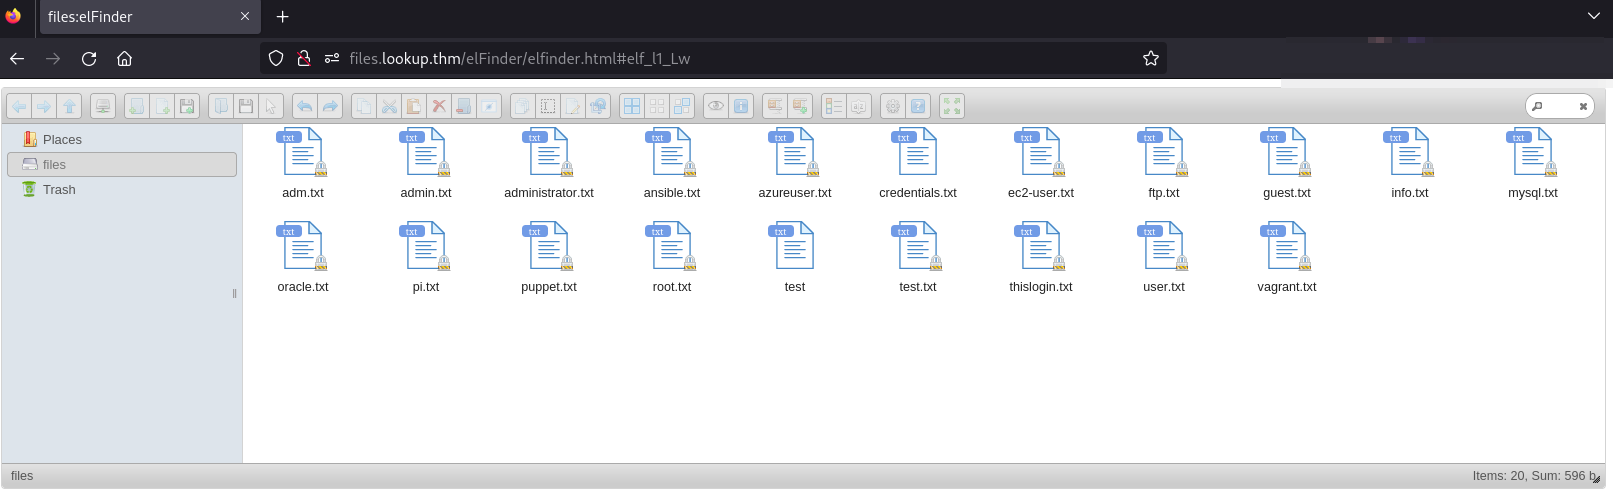 files:elFinder
files.lookup.thm/elFinder/elfinder.html#elf_l1_Lw
Places
files
Trash
txt txt txt txt txt txt txt txt txt txt txt
adm.txt admin.txt administrator.txt ansible.txt azureuser.txt credentials.txt ec2-user.txt ftp.txt guest.txt info.txt mysql.txt
txt txt txt txt txt txt txt txt txt
oracle.txt pi.txt puppet.txt root.txt test test.txt thislogin.txt user.txt vagrant.txt
files Items: 20, Sum: 596 b